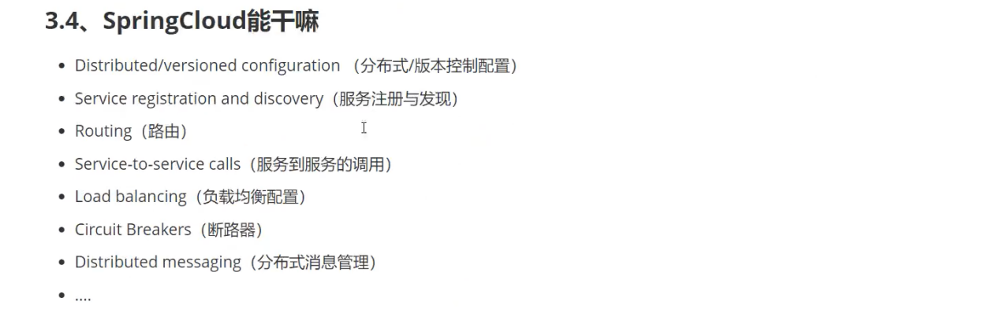 3.4、SpringCloud能干嘛
• Distributed/versioned configuration （分布式/版本控制配置）
• Service registration and discovery（服务注册与发现）
• Routing（路由）
• Service-to-service calls（服务到服务的调用）
• Load balancing（负载均衡配置）
• Circuit Breakers（断路器）
• Distributed messaging（分布式消息管理）
• ....